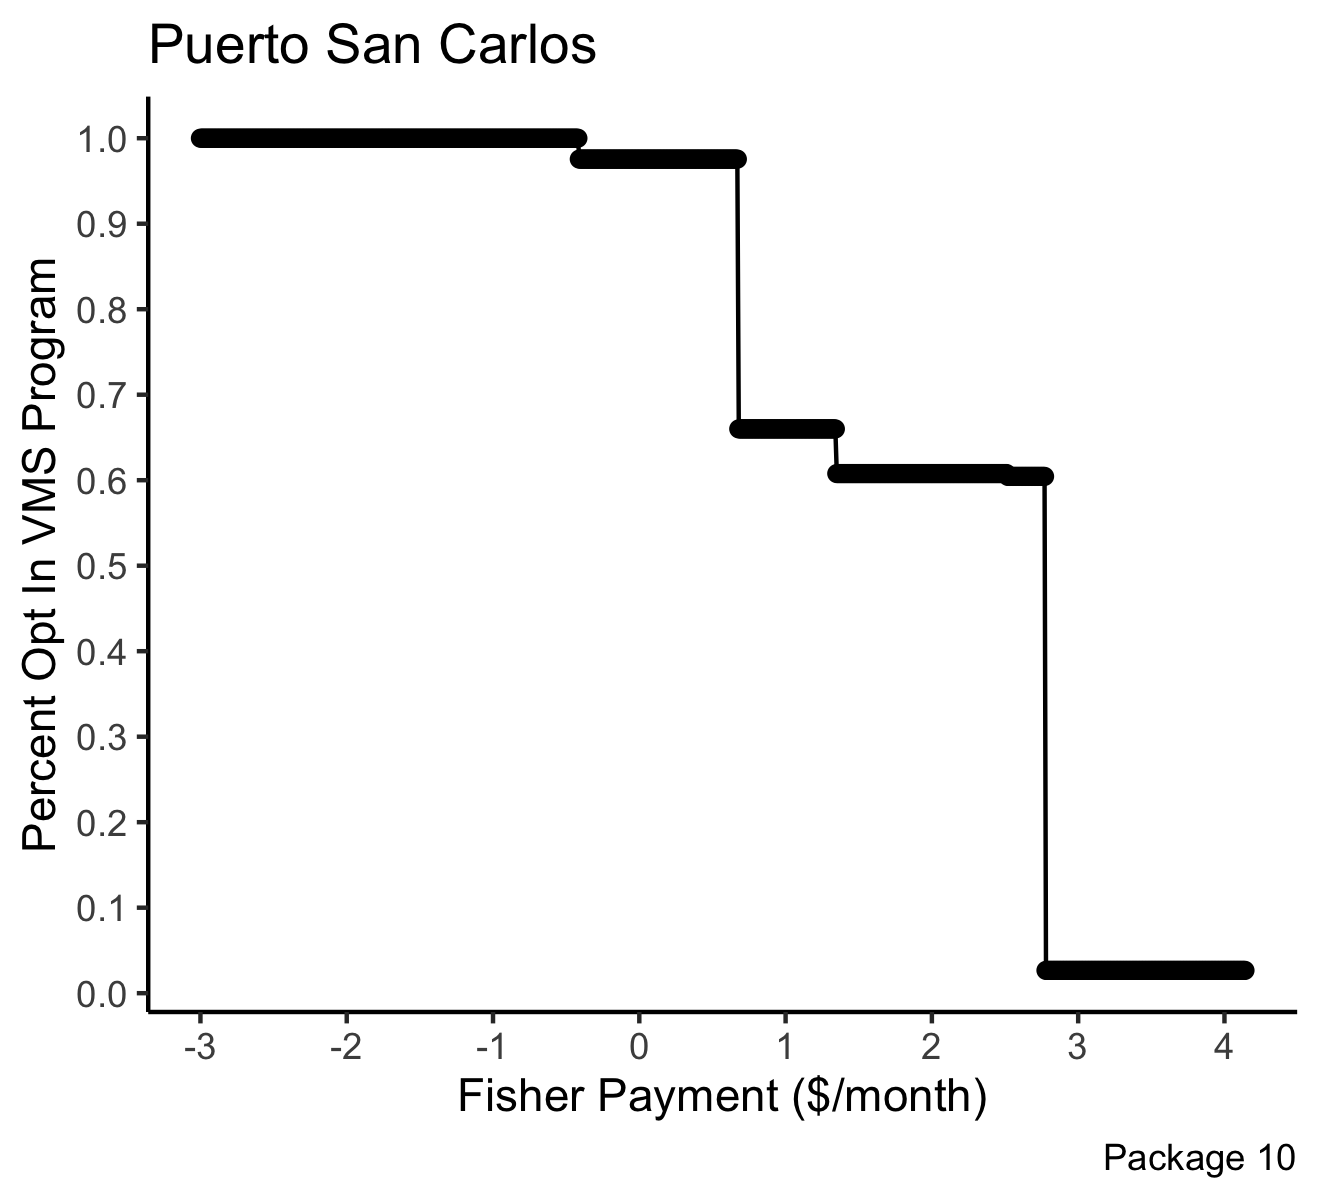 Puerto San Carlos
Percent Opt In VMS Program
1.0
0.9
0.8
0.7
0.6
0.5
0.4
0.3
0.2
0.1
0.0
-3 -2 -1 0 1 2 3 4
Fisher Payment ($/month)
Package 10